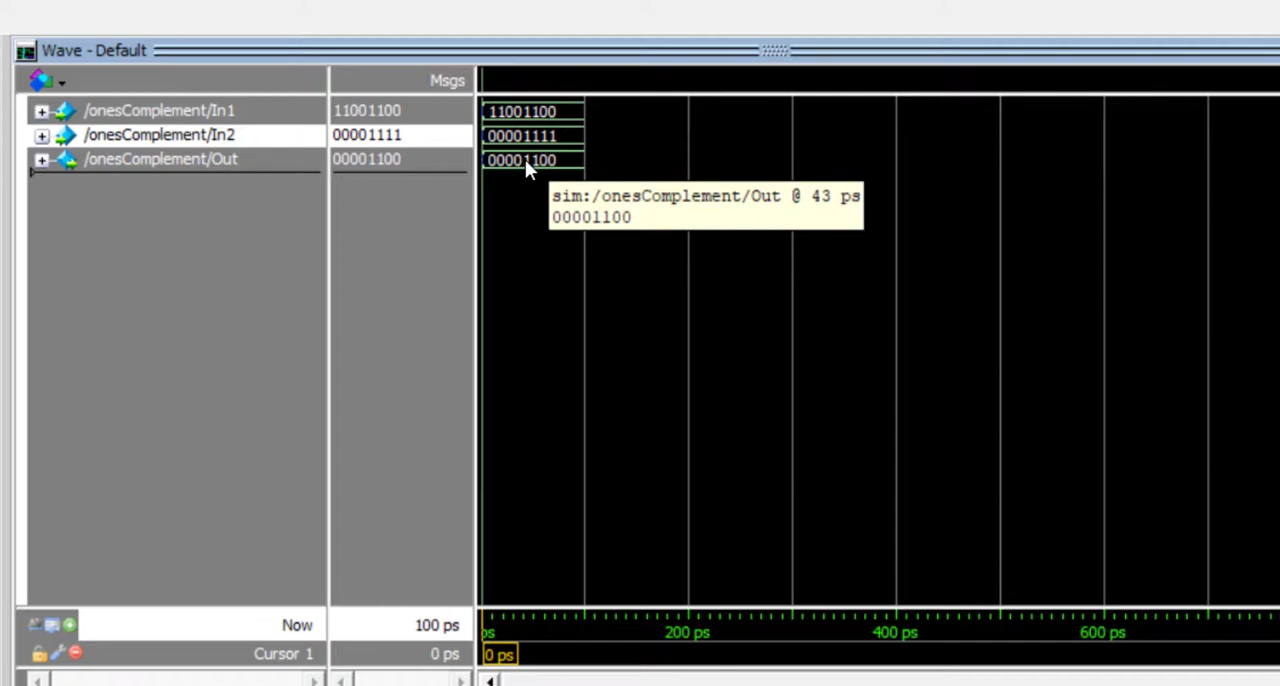 Wave - Default
Msgs
/onesComplement/In1 11001100 11001100
/onesComplement/In2 00001111 00001111
/onesComplement/Out 00001100 00001100
sim:/onesComplement/Out @ 43 ps
00001100
Now 100 ps ps 200 ps 400 ps 600 ps
Cursor 1 0 ps 0 ps